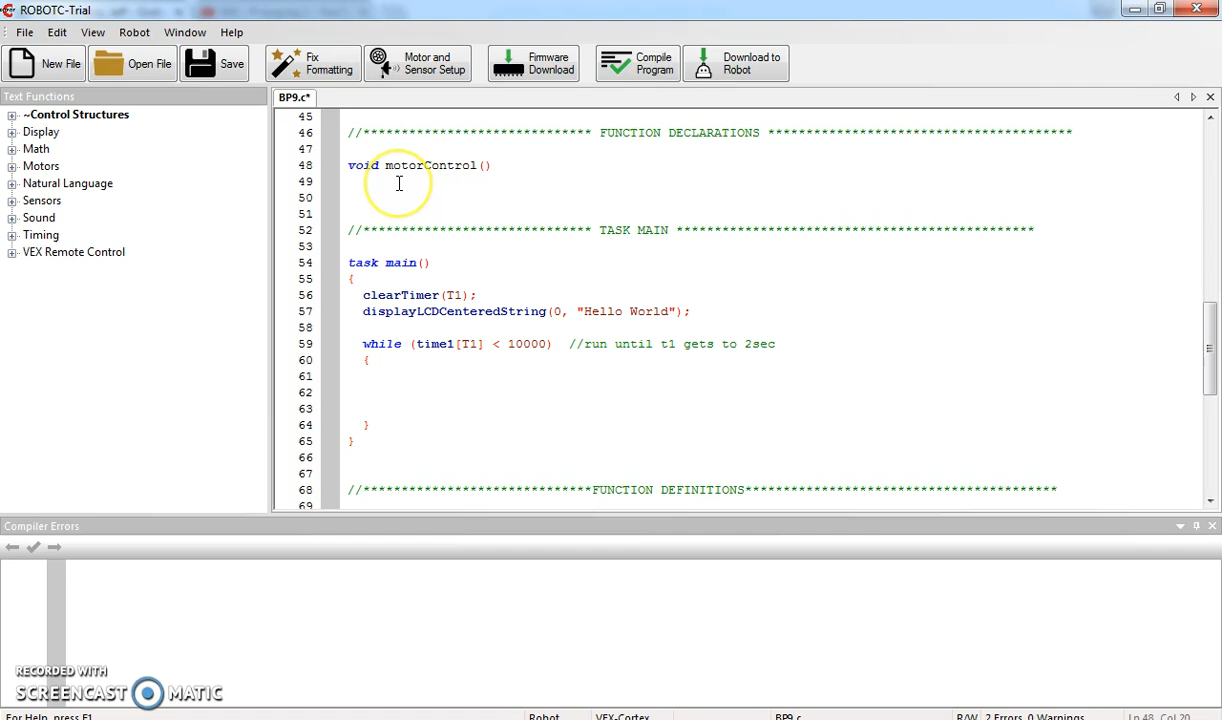 ROBOTC-Trial
File Edit View Robot Window Help
New File Open File Save Fix Formatting Motor and Sensor Setup Firmware Download Compile Program Download to Robot
Text Functions
BP9.c*
~Control Structures
Display
Math
Motors
Natural Language
Sensors
Sound
Timing
VEX Remote Control
45
46 //****************************** FUNCTION DECLARATIONS ****************************************
47
48 void motorControl()
49
50
51
52 //****************************** TASK MAIN ***********************************************
53
54 task main()
55 {
56 clearTimer(T1);
57 displayLCDCenteredString(0, "Hello World");
58
59 while (time1[T1] < 10000) //run until t1 gets to 2sec
60 {
61
62
63
64 }
65 }
66
67
68 //******************************FUNCTION DEFINITIONS*****************************************
69
Compiler Errors
RECORDED WITH
SCREENCAST MATIC
For Help, press F1 Robot VEX-Cortex BP9.c R/W 2 Errors, 0 Warnings Ln 48, Col 20